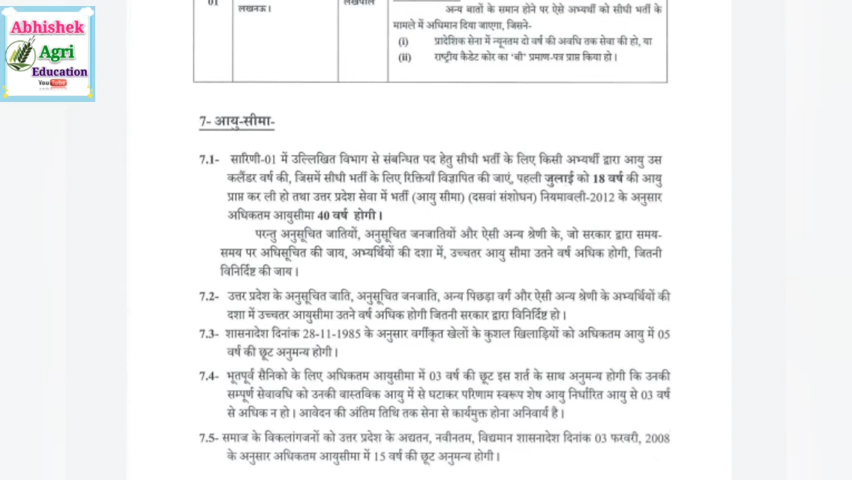 Abhishek
Agri
Education
YouTube
01
लखनऊ।
लेखपाल
अन्य बातों के समान होने पर ऐसे अभ्यर्थी को सीधी भर्ती के
मामले में अधिमान दिया जाएगा, जिसने-
(i) प्रादेशिक सेना में न्यूनतम दो वर्ष की अवधि तक सेवा की हो, या
(ii) राष्ट्रीय कैडेट कोर का 'बी' प्रमाण-पत्र प्राप्त किया हो।
7- आयु-सीमा-
7.1- सारिणी-01 में उल्लिखित विभाग से संबन्धित पद हेतु सीधी भर्ती के लिए किसी अभ्यर्थी द्वारा आयु उस
कलैंडर वर्ष की, जिसमें सीधी भर्ती के लिए रिक्तियाँ विज्ञापित की जाएं, पहली जुलाई को 18 वर्ष की आयु
प्राप्त कर ली हो तथा उत्तर प्रदेश सेवा में भर्ती (आयु सीमा) (दसवां संशोधन) नियमावली-2012 के अनुसार
अधिकतम आयुसीमा 40 वर्ष होगी।
परन्तु अनुसूचित जातियों, अनुसूचित जनजातियों और ऐसी अन्य श्रेणी के, जो सरकार द्वारा समय-
समय पर अधिसूचित की जाय, अभ्यर्थियों की दशा में, उच्चतर आयु सीमा उतने वर्ष अधिक होगी, जितनी
विनिर्दिष्ट की जाय।
7.2- उत्तर प्रदेश के अनुसूचित जाति, अनुसूचित जनजाति, अन्य पिछड़ा वर्ग और ऐसी अन्य श्रेणी के अभ्यर्थियों की
दशा में उच्चतर आयुसीमा उतने वर्ष अधिक होगी जितनी सरकार द्वारा विनिर्दिष्ट हो।
7.3- शासनादेश दिनांक 28-11-1985 के अनुसार वर्गीकृत खेलों के कुशल खिलाड़ियों को अधिकतम आयु में 05
वर्ष की छूट अनुमन्य होगी।
7.4- भूतपूर्व सैनिको के लिए अधिकतम आयुसीमा में 03 वर्ष की छूट इस शर्त के साथ अनुमन्य होगी कि उनकी
सम्पूर्ण सेवावधि को उनकी वास्तविक आयु में से घटाकर परिणाम स्वरूप शेष आयु निर्धारित आयु से 03 वर्ष
से अधिक न हो। आवेदन की अंतिम तिथि तक सेना से कार्यमुक्त होना अनिवार्य है।
7.5- समाज के विकलांगजनों को उत्तर प्रदेश के अद्यतन, नवीनतम, विद्यमान शासनादेश दिनांक 03 फरवरी, 2008
के अनुसार अधिकतम आयुसीमा में 15 वर्ष की छूट अनुमन्य होगी।